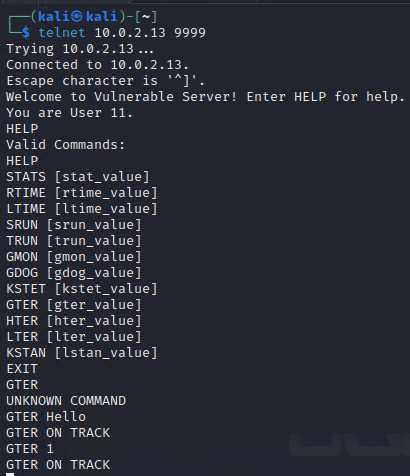 ┌──(kali㉿kali)-[~]
└─$ telnet 10.0.2.13 9999
Trying 10.0.2.13...
Connected to 10.0.2.13.
Escape character is '^]'.
Welcome to Vulnerable Server! Enter HELP for help.
You are User 11.
HELP
Valid Commands:
HELP
STATS [stat_value]
RTIME [rtime_value]
LTIME [ltime_value]
SRUN [srun_value]
TRUN [trun_value]
GMON [gmon_value]
GDOG [gdog_value]
KSTET [kstet_value]
GTER [gter_value]
HTER [hter_value]
LTER [lter_value]
KSTAN [lstan_value]
EXIT
GTER
UNKNOWN COMMAND
GTER Hello
GTER ON TRACK
GTER 1
GTER ON TRACK